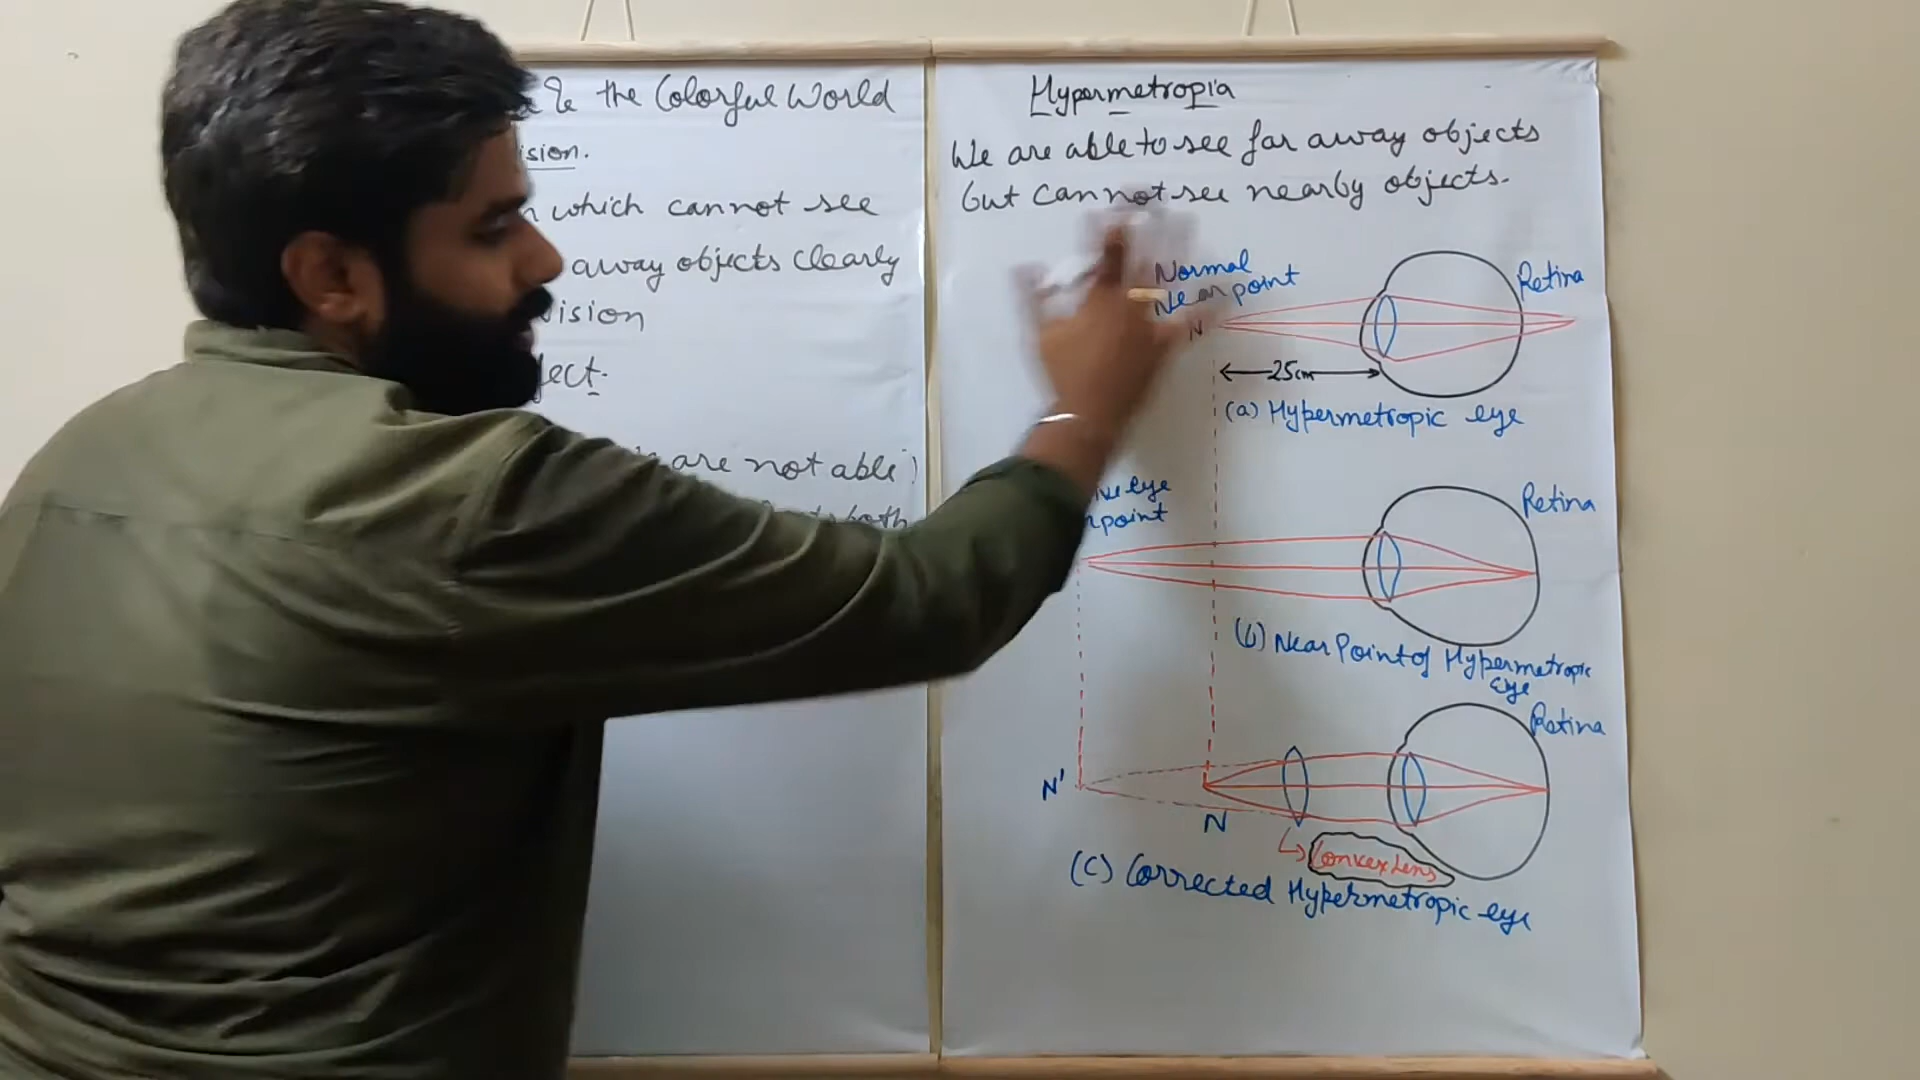 & the Colorful World
ision.
which cannot see
away objects clearly
ision
ject.
are not able
both
Hypermetropia
We are able to see far away objects
but cannot see nearby objects.
Normal
Near point
N
Retina
25cm
(a) Hypermetropic eye
eye
point
Retina
(b) Near Point of Hypermetropic
eye
Retina
N'
N
Convex Lens
(C) Corrected Hypermetropic eye